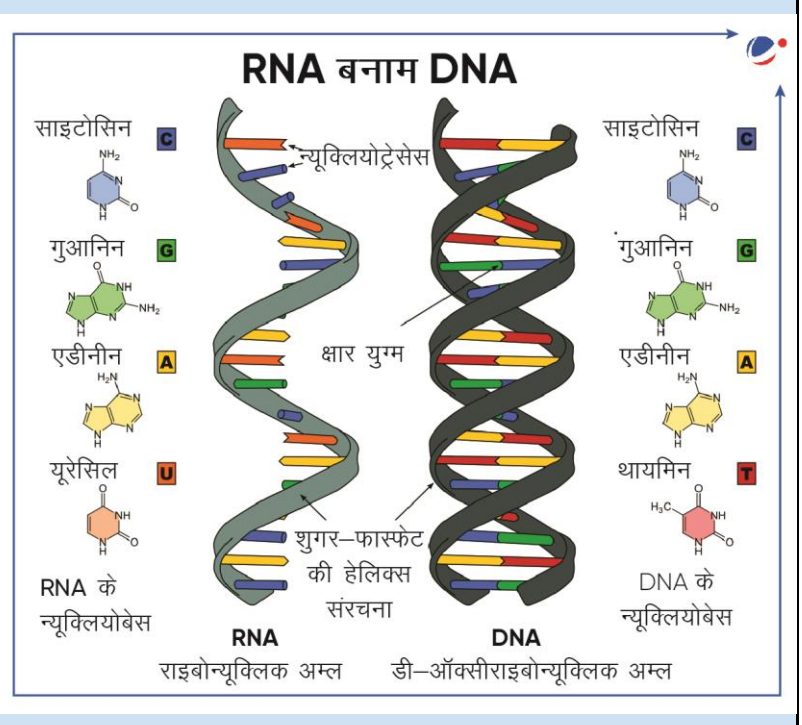 RNA बनाम DNA
साइटोसिन C
NH₂
N
N
H
O
गुआनिन G
O
N
NH
N
H
N
NH₂
एडीनीन A
H₂N
N
N
N
H
N
यूरेसिल U
O
NH
N
H
O
RNA के
न्यूक्लियोबेस
न्यूक्लियोट्रेसेस
क्षार युग्म
शुगर–फास्फेट
की हेलिक्स
संरचना
RNA
राइबोन्यूक्लिक अम्ल
DNA
डी–ऑक्सीराइबोन्यूक्लिक अम्ल
साइटोसिन C
NH₂
N
N
H
O
गुआनिन G
O
N
NH
N
H
N
NH₂
एडीनीन A
H₂N
N
N
N
H
N
थायमिन T
O
H₃C
NH
N
H
O
DNA के
न्यूक्लियोबेस